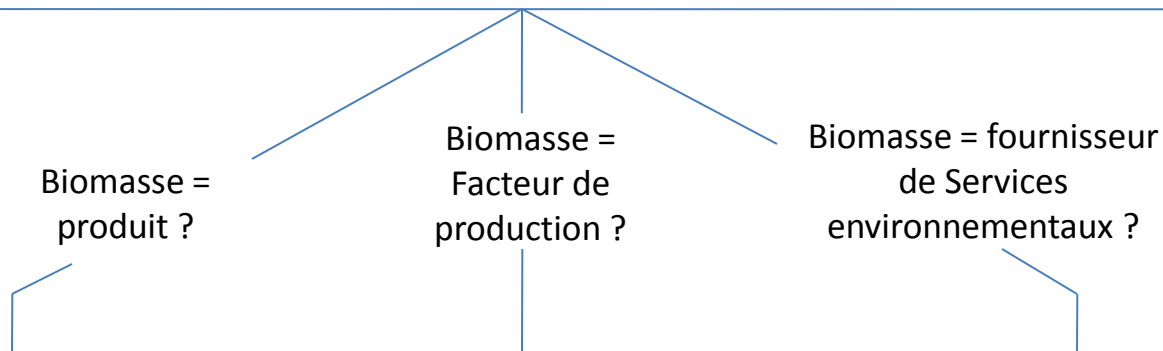 Biomasse =
produit ?
Biomasse =
Facteur de
production ?
Biomasse = fournisseur
de Services
environnementaux ?